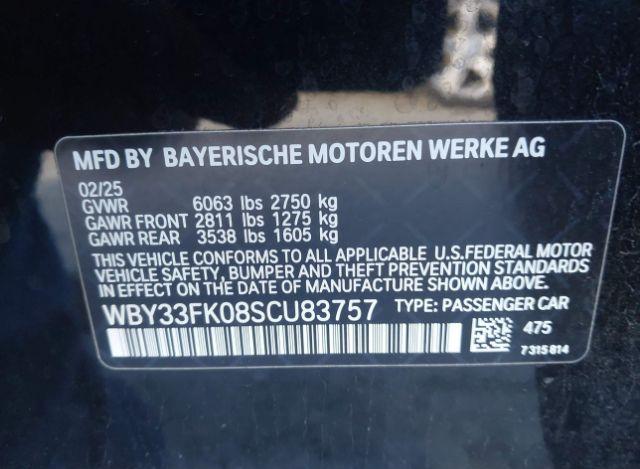 MFD BY BAYERISCHE MOTOREN WERKE AG
02/25
GVWR 6063 lbs 2750 kg
GAWR FRONT 2811 lbs 1275 kg
GAWR REAR 3538 lbs 1605 kg
THIS VEHICLE CONFORMS TO ALL APPLICABLE U.S.FEDERAL MOTOR
VEHICLE SAFETY, BUMPER AND THEFT PREVENTION STANDARDS
IN EFFECT ON THE DATE OF MANUFACTURE SHOWN ABOVE.
WBY33FK08SCU83757 TYPE: PASSENGER CAR
475
7315814